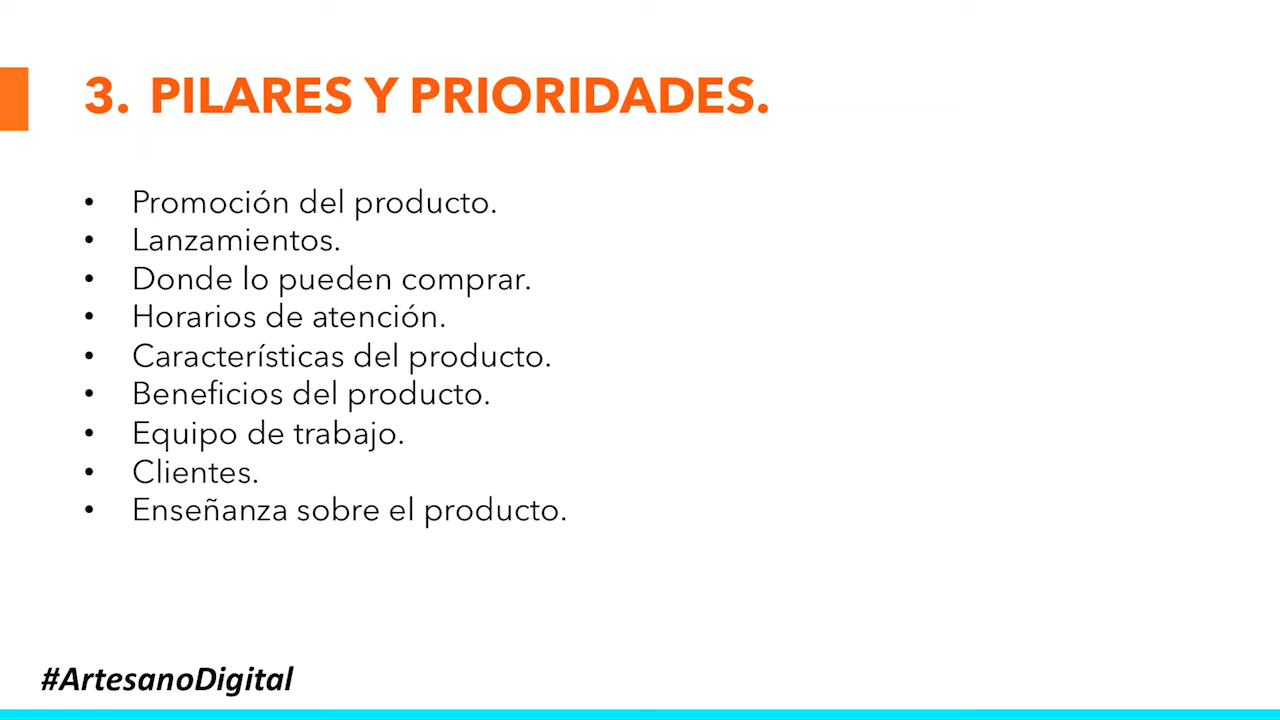 3. PILARES Y PRIORIDADES.
• Promoción del producto.
• Lanzamientos.
• Donde lo pueden comprar.
• Horarios de atención.
• Características del producto.
• Beneficios del producto.
• Equipo de trabajo.
• Clientes.
• Enseñanza sobre el producto.
#ArtesanoDigital